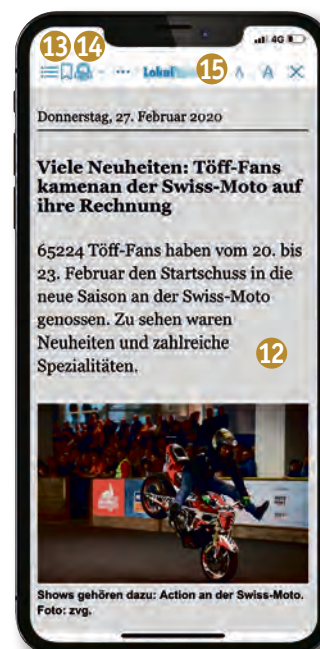 13 14
4G
... Lokal 15 A A X
Donnerstag, 27. Februar 2020
Viele Neuheiten: Töff-Fans
kamenan der Swiss-Moto auf
ihre Rechnung
65224 Töff-Fans haben vom 20. bis
23. Februar den Startschuss in die
neue Saison an der Swiss-Moto
genossen. Zu sehen waren
Neuheiten und zahlreiche
Spezialitäten.
12
Shows gehören dazu: Action an der Swiss-Moto.
Foto: zvg.